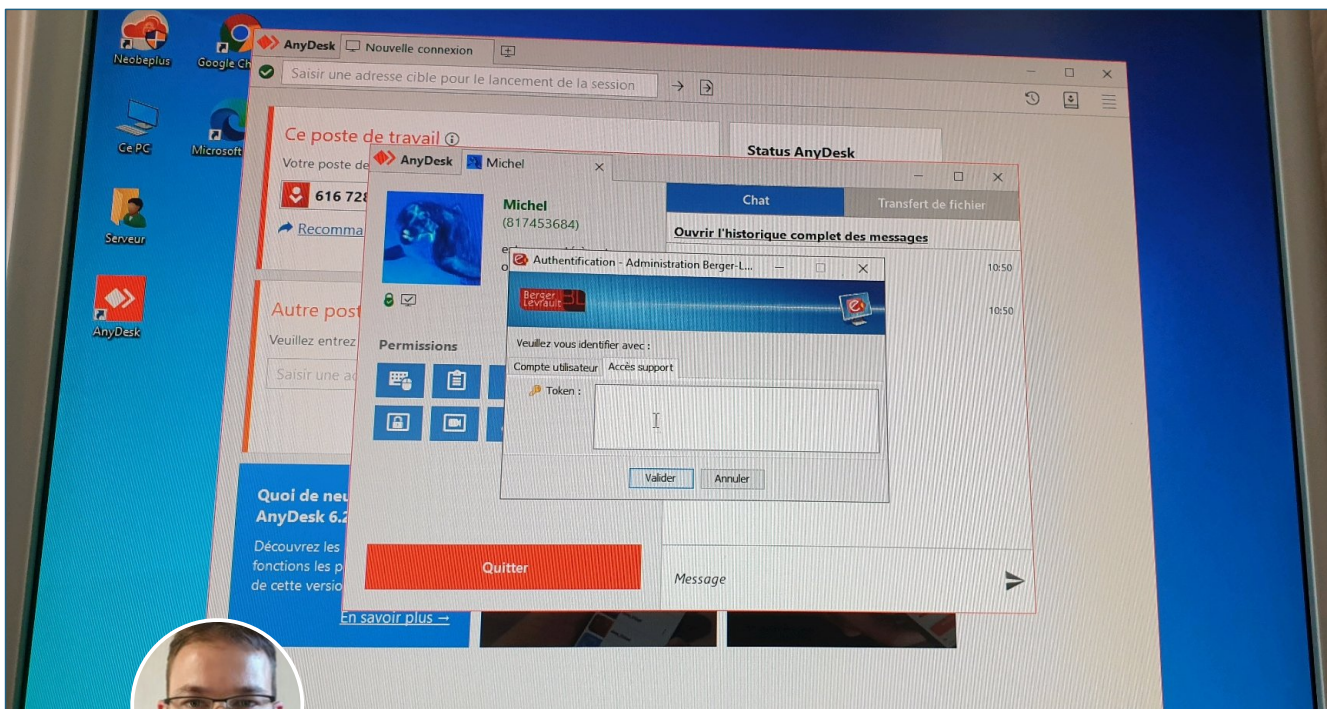 Neobeplus
Google Ch
Ce PC
Microsoft
Serveur
AnyDesk
AnyDesk
Nouvelle connexion
Saisir une adresse cible pour le lancement de la session
Ce poste de travail
Votre poste de
616 728
Recomma
Status AnyDesk
Autre post
Veuillez entrez
Saisir une ad
Quoi de neu
AnyDesk 6.2
Découvrez les
fonctions les p
de cette versio
En savoir plus →
AnyDesk
Michel
Michel
(817453684)
Permissions
Quitter
Chat
Transfert de fichier
Ouvrir l'historique complet des messages
10:50
10:50
Message
Authentification - Administration Berger-L...
Berger
Levrault
BL
Veuillez vous identifier avec :
Compte utilisateur
Accès support
Token :
Valider
Annuler